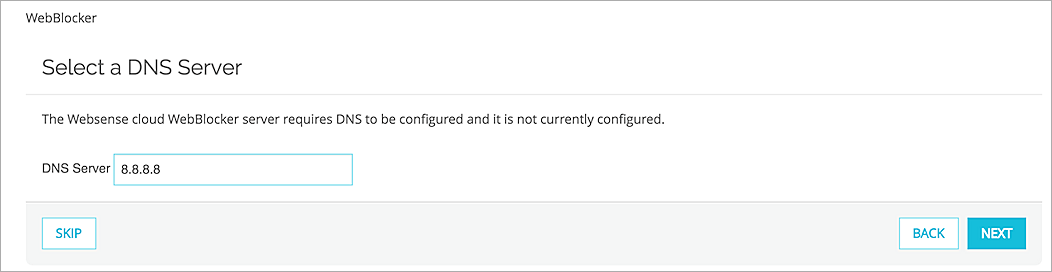 WebBlocker
Select a DNS Server
The Websense cloud WebBlocker server requires DNS to be configured and it is not currently configured.
DNS Server 8.8.8.8
SKIP BACK NEXT